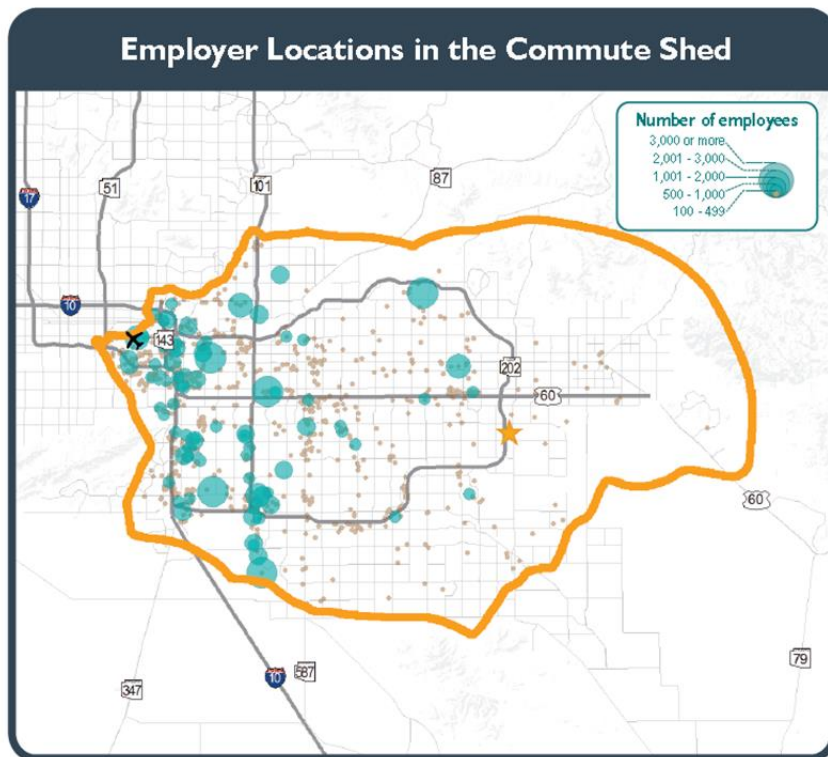 Employer Locations in the Commute Shed
Number of employees
3,000 or more
2,001 - 3,000
1,001 - 2,000
500 - 1,000
100 - 499
51
101
87
17
10
143
202
60
60
10
587
347
79